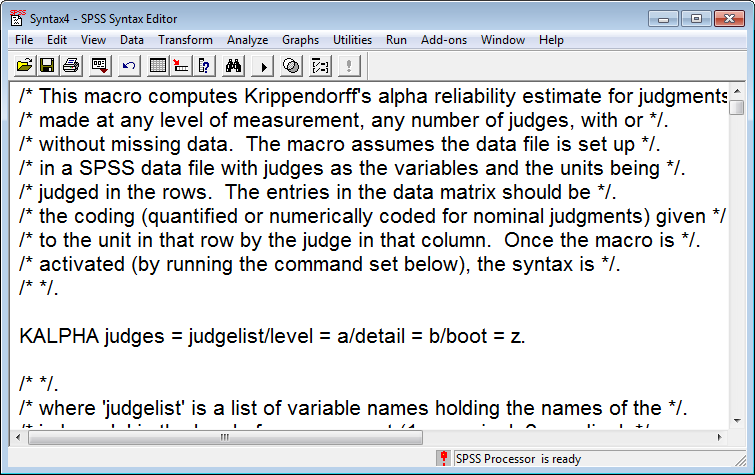 Syntax4 - SPSS Syntax Editor
File Edit View Data Transform Analyze Graphs Utilities Run Add-ons Window Help
/* This macro computes Krippendorff's alpha reliability estimate for judgments
/* made at any level of measurement, any number of judges, with or */.
/* without missing data.  The macro assumes the data file is set up */.
/* in a SPSS data file with judges as the variables and the units being */.
/* judged in the rows.  The entries in the data matrix should be */.
/* the coding (quantified or numerically coded for nominal judgments) given */
/* to the unit in that row by the judge in that column.  Once the macro is */.
/* activated (by running the command set below), the syntax is */.
/* */.
KALPHA judges = judgelist/level = a/detail = b/boot = z.
/* */.
/* where 'judgelist' is a list of variable names holding the names of the */.
SPSS Processor is ready